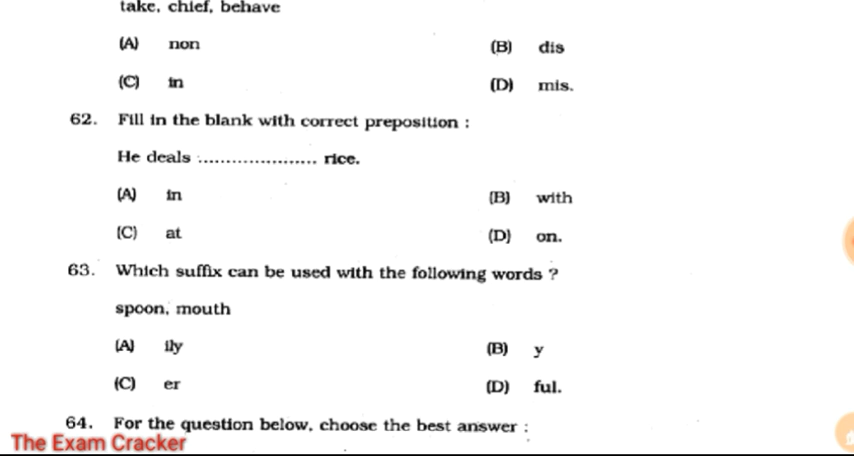 take, chief, behave
(A) non (B) dis
(C) in (D) mis.
62. Fill in the blank with correct preposition :
He deals ..................... rice.
(A) in (B) with
(C) at (D) on.
63. Which suffix can be used with the following words ?
spoon, mouth
(A) ily (B) y
(C) er (D) ful.
64. For the question below, choose the best answer :
The Exam Cracker